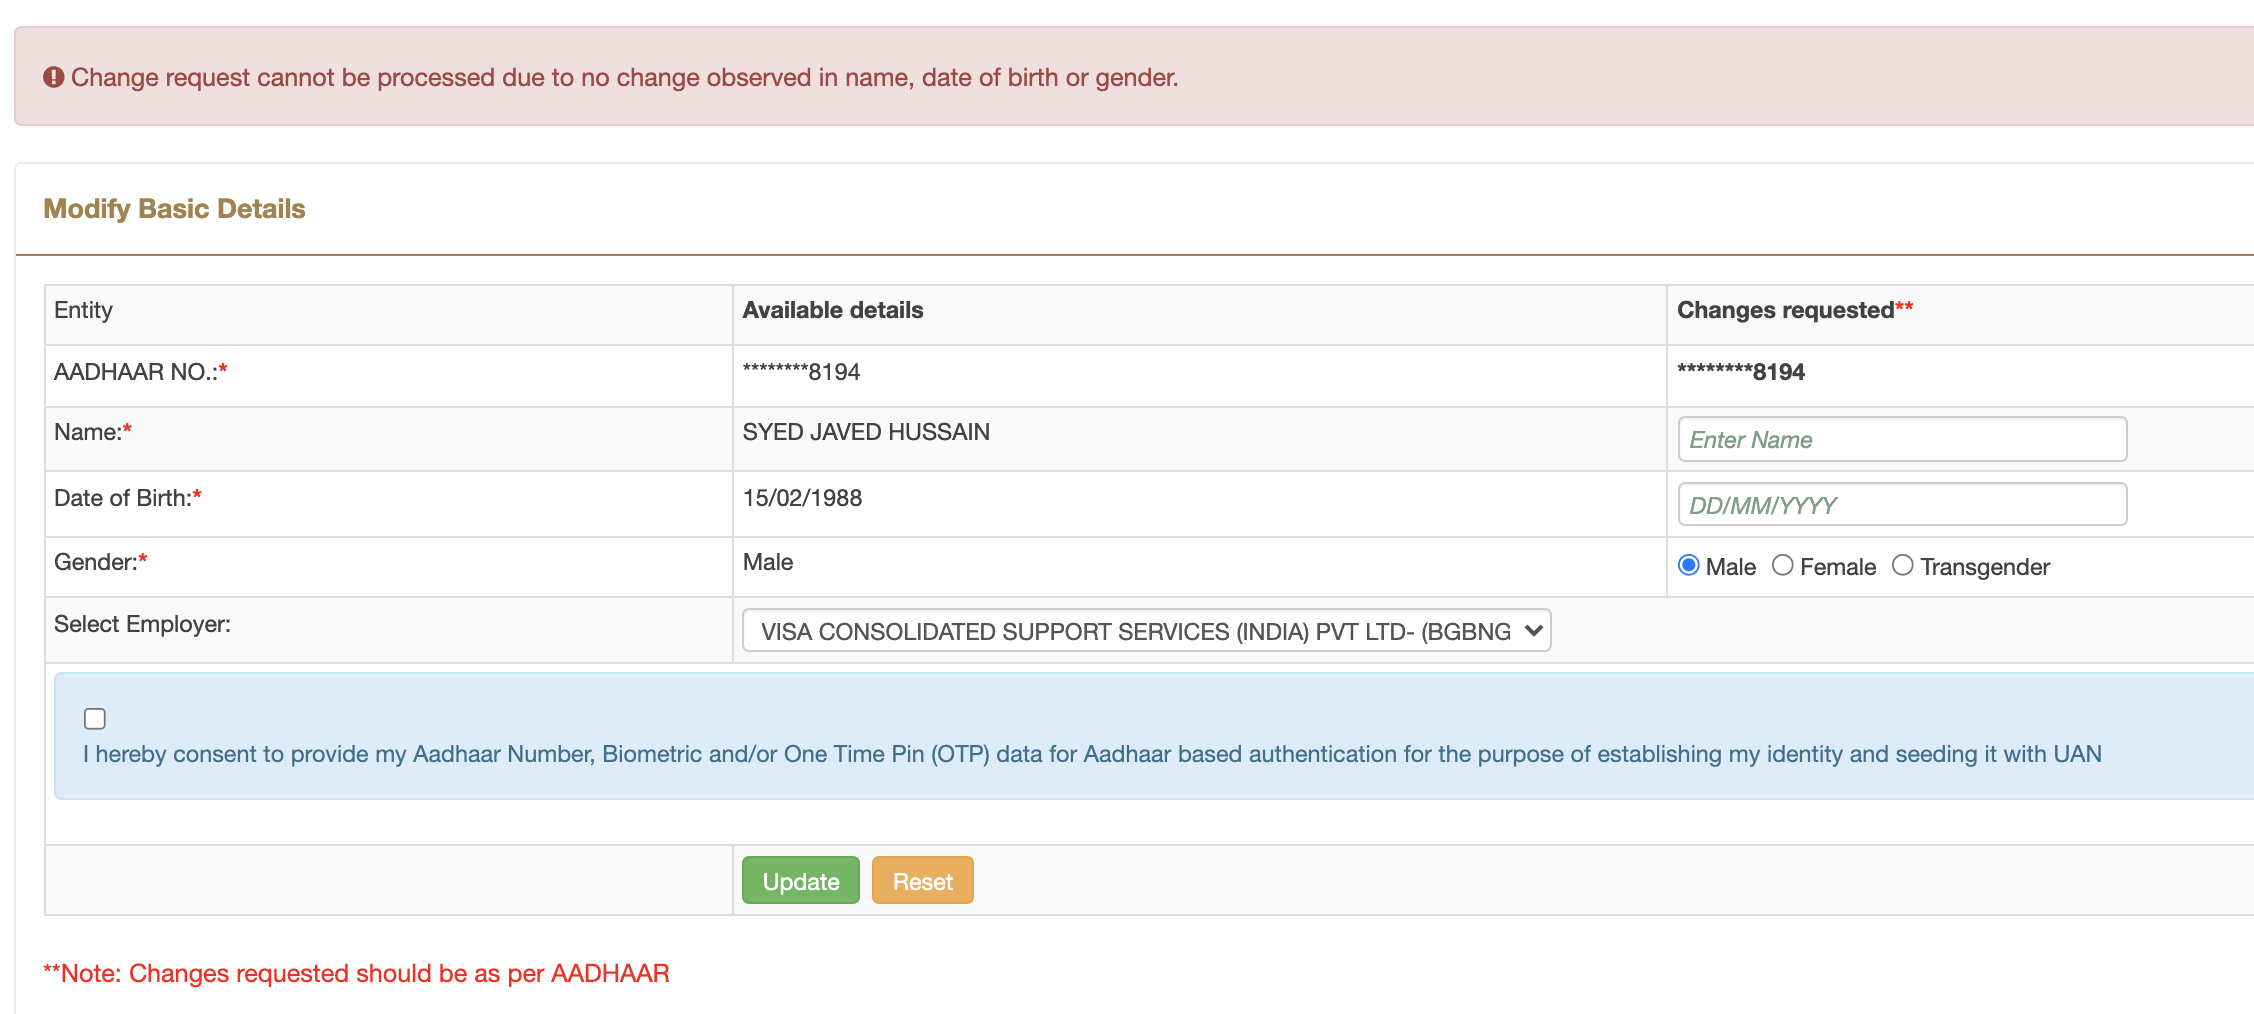 Change request cannot be processed due to no change observed in name, date of birth or gender.
Modify Basic Details
Entity Available details Changes requested**
AADHAAR NO.:* ********8194 ********8194
Name:* SYED JAVED HUSSAIN Enter Name
Date of Birth:* 15/02/1988 DD/MM/YYYY
Gender:* Male Male Female Transgender
Select Employer: VISA CONSOLIDATED SUPPORT SERVICES (INDIA) PVT LTD- (BGBNG
I hereby consent to provide my Aadhaar Number, Biometric and/or One Time Pin (OTP) data for Aadhaar based authentication for the purpose of establishing my identity and seeding it with UAN
Update Reset
**Note: Changes requested should be as per AADHAAR